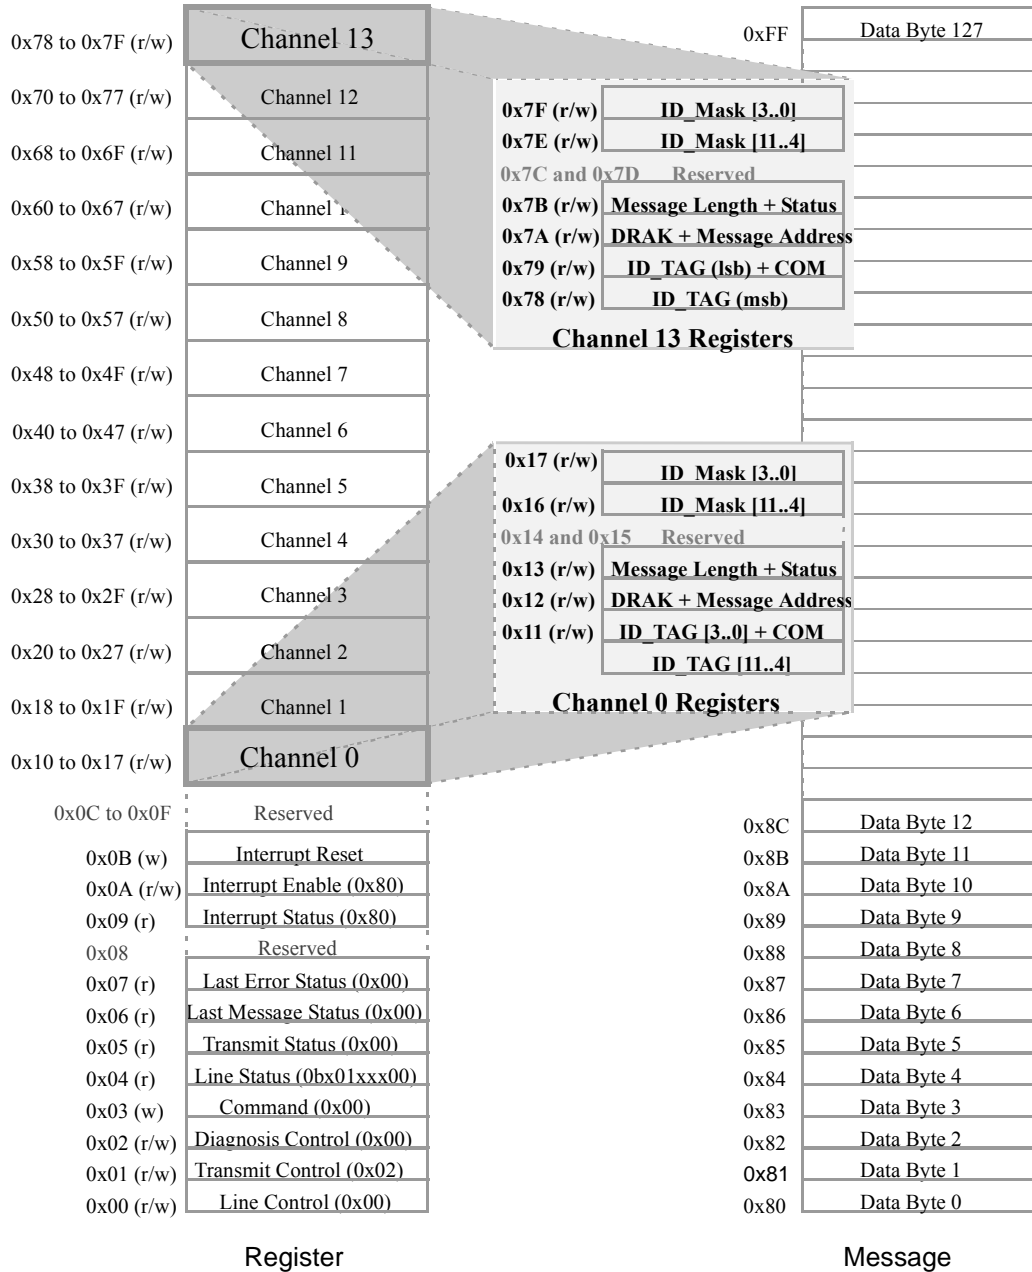 0x78 to 0x7F (r/w) Channel 13
0x70 to 0x77 (r/w) Channel 12
0x68 to 0x6F (r/w) Channel 11
0x60 to 0x67 (r/w) Channel 1
0x58 to 0x5F (r/w) Channel 9
0x50 to 0x57 (r/w) Channel 8
0x48 to 0x4F (r/w) Channel 7
0x40 to 0x47 (r/w) Channel 6
0x38 to 0x3F (r/w) Channel 5
0x30 to 0x37 (r/w) Channel 4
0x28 to 0x2F (r/w) Channel 3
0x20 to 0x27 (r/w) Channel 2
0x18 to 0x1F (r/w) Channel 1
0x10 to 0x17 (r/w) Channel 0
0x0C to 0x0F Reserved
0x0B (w) Interrupt Reset
0x0A (r/w) Interrupt Enable (0x80)
0x09 (r) Interrupt Status (0x80)
0x08 Reserved
0x07 (r) Last Error Status (0x00)
0x06 (r) Last Message Status (0x00)
0x05 (r) Transmit Status (0x00)
0x04 (r) Line Status (0bx01xxx00)
0x03 (w) Command (0x00)
0x02 (r/w) Diagnosis Control (0x00)
0x01 (r/w) Transmit Control (0x02)
0x00 (r/w) Line Control (0x00)
Register
0x7F (r/w) ID_Mask [3..0]
0x7E (r/w) ID_Mask [11..4]
0x7C and 0x7D Reserved
0x7B (r/w) Message Length + Status
0x7A (r/w) DRAK + Message Address
0x79 (r/w) ID_TAG (lsb) + COM
0x78 (r/w) ID_TAG (msb)
Channel 13 Registers
0x17 (r/w) ID_Mask [3..0]
0x16 (r/w) ID_Mask [11..4]
0x14 and 0x15 Reserved
0x13 (r/w) Message Length + Status
0x12 (r/w) DRAK + Message Address
0x11 (r/w) ID_TAG [3..0] + COM
ID_TAG [11..4]
Channel 0 Registers
0xFF Data Byte 127
0x8C Data Byte 12
0x8B Data Byte 11
0x8A Data Byte 10
0x89 Data Byte 9
0x88 Data Byte 8
0x87 Data Byte 7
0x86 Data Byte 6
0x85 Data Byte 5
0x84 Data Byte 4
0x83 Data Byte 3
0x82 Data Byte 2
0x81 Data Byte 1
0x80 Data Byte 0
Message